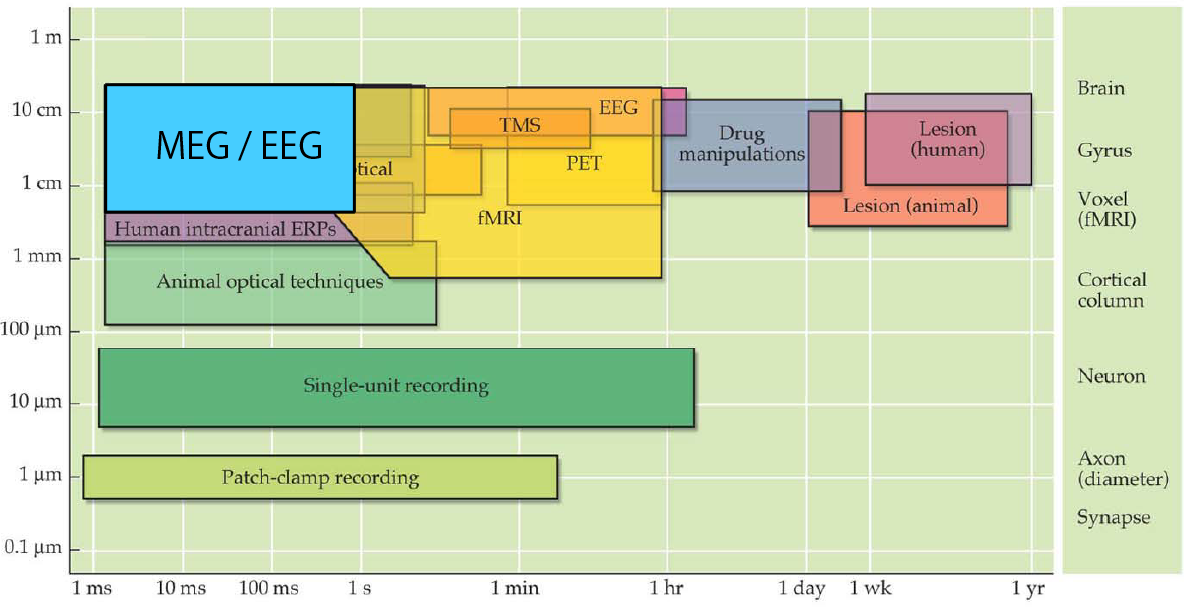 1 m
10 cm
1 cm
1 mm
100 µm
10 µm
1 µm
0.1 µm
MEG / EEG
tical
EEG
TMS
PET
fMRI
Human intracranial ERPs
Animal optical techniques
Drug
manipulations
Lesion
(human)
Lesion (animal)
Single-unit recording
Patch-clamp recording
Brain
Gyrus
Voxel
(fMRI)
Cortical
column
Neuron
Axon
(diameter)
Synapse
1 ms
10 ms
100 ms
1 s
1 min
1 hr
1 day
1 wk
1 yr